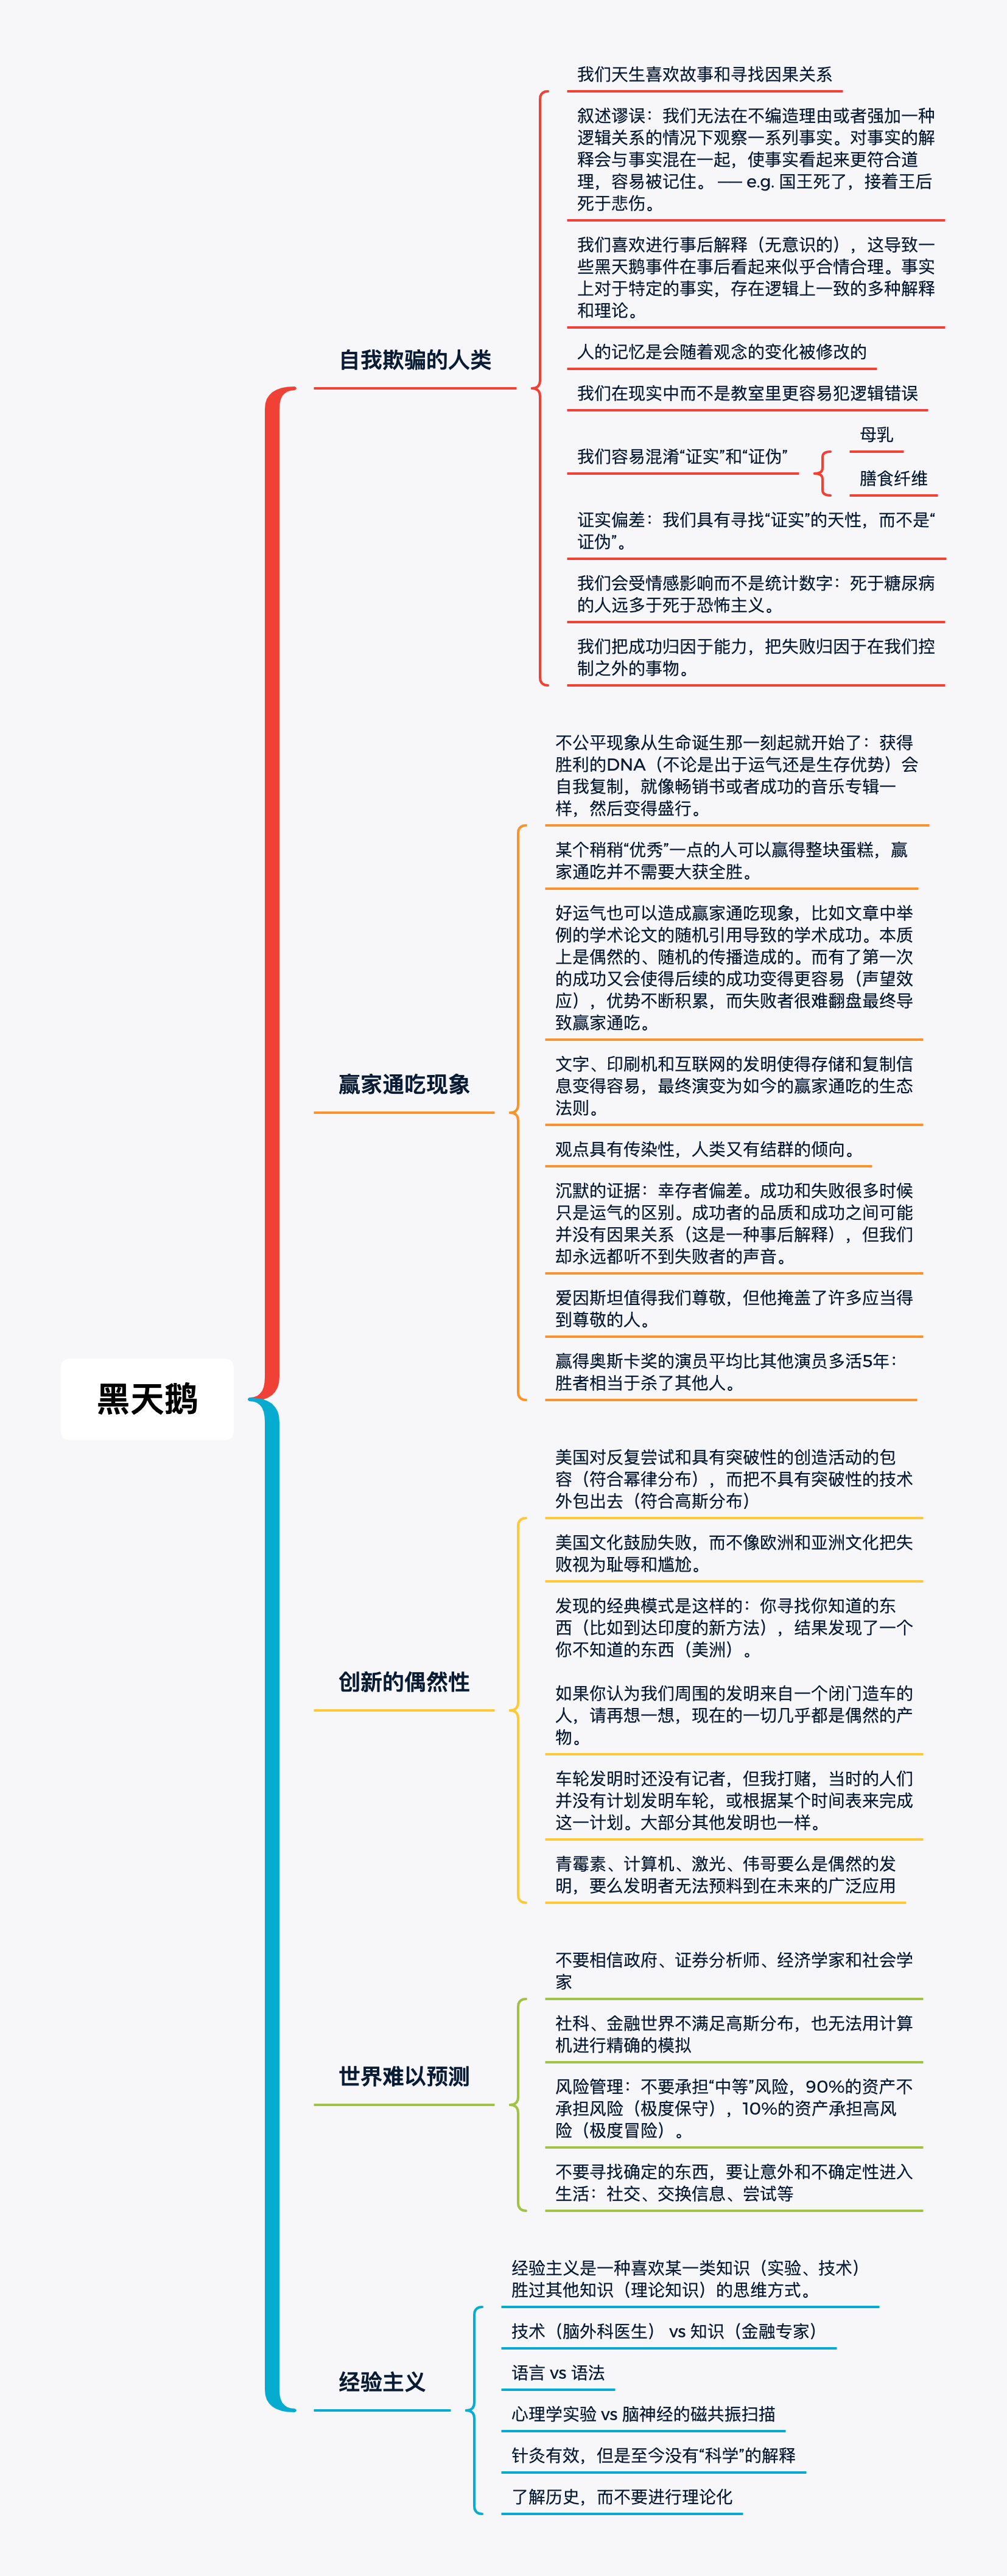 我们天生喜欢故事和寻找因果关系
叙述谬误：我们无法在不编造理由或者强加一种
逻辑关系的情况下观察一系列事实。对事实的解
释会与事实混在一起，使事实看起来更符合道
理，容易被记住。 —— e.g. 国王死了，接着王后
死于悲伤。
我们喜欢进行事后解释（无意识的），这导致一
些黑天鹅事件在事后看起来似乎合情合理。事实
上对于特定的事实，存在逻辑上一致的多种解释
和理论。
自我欺骗的人类
人的记忆是会随着观念的变化被修改的
我们在现实中而不是教室里更容易犯逻辑错误
母乳
我们容易混淆“证实”和“证伪”
膳食纤维
证实偏差：我们具有寻找“证实”的天性，而不是“
证伪”。
我们会受情感影响而不是统计数字：死于糖尿病
的人远多于死于恐怖主义。
我们把成功归因于能力，把失败归因于在我们控
制之外的事物。
不公平现象从生命诞生那一刻起就开始了：获得
胜利的DNA（不论是出于运气还是生存优势）会
自我复制，就像畅销书或者成功的音乐专辑一
样，然后变得盛行。
某个稍稍“优秀”一点的人可以赢得整块蛋糕，赢
家通吃并不需要大获全胜。
好运气也可以造成赢家通吃现象，比如文章中举
例的学术论文的随机引用导致的学术成功。本质
上是偶然的、随机的传播造成的。而有了第一次
的成功又会使得后续的成功变得更容易（声望效
应），优势不断积累，而失败者很难翻盘最终导
致赢家通吃。
赢家通吃现象
文字、印刷机和互联网的发明使得存储和复制信
息变得容易，最终演变为如今的赢家通吃的生态
法则。
观点具有传染性，人类又有结群的倾向。
沉默的证据：幸存者偏差。成功和失败很多时候
只是运气的区别。成功者的品质和成功之间可能
并没有因果关系（这是一种事后解释），但我们
却永远都听不到失败者的声音。
爱因斯坦值得我们尊敬，但他掩盖了许多应当得
到尊敬的人。
赢得奥斯卡奖的演员平均比其他演员多活5年：
胜者相当于杀了其他人。
黑天鹅
美国对反复尝试和具有突破性的创造活动的包
容（符合幂律分布），而把不具有突破性的技术
外包出去（符合高斯分布）
美国文化鼓励失败，而不像欧洲和亚洲文化把失
败视为耻辱和尴尬。
发现的经典模式是这样的：你寻找你知道的东
西（比如到达印度的新方法），结果发现了一个
你不知道的东西（美洲）。
创新的偶然性
如果你认为我们周围的发明来自一个闭门造车的
人，请再想一想，现在的一切几乎都是偶然的产
物。
车轮发明时还没有记者，但我打赌，当时的人们
并没有计划发明车轮，或根据某个时间表来完成
这一计划。大部分其他发明也一样。
青霉素、计算机、激光、伟哥要么是偶然的发
明，要么发明者无法预料到在未来的广泛应用
不要相信政府、证券分析师、经济学家和社会学
家
社科、金融世界不满足高斯分布，也无法用计算
机进行精确的模拟
世界难以预测
风险管理：不要承担“中等”风险，90%的资产不
承担风险（极度保守），10%的资产承担高风
险（极度冒险）。
不要寻找确定的东西，要让意外和不确定性进入
生活：社交、交换信息、尝试等
经验主义是一种喜欢某一类知识（实验、技术）
胜过其他知识（理论知识）的思维方式。
技术（脑外科医生） vs 知识（金融专家）
语言 vs 语法
经验主义
心理学实验 vs 脑神经的磁共振扫描
针灸有效，但是至今没有“科学”的解释
了解历史，而不要进行理论化